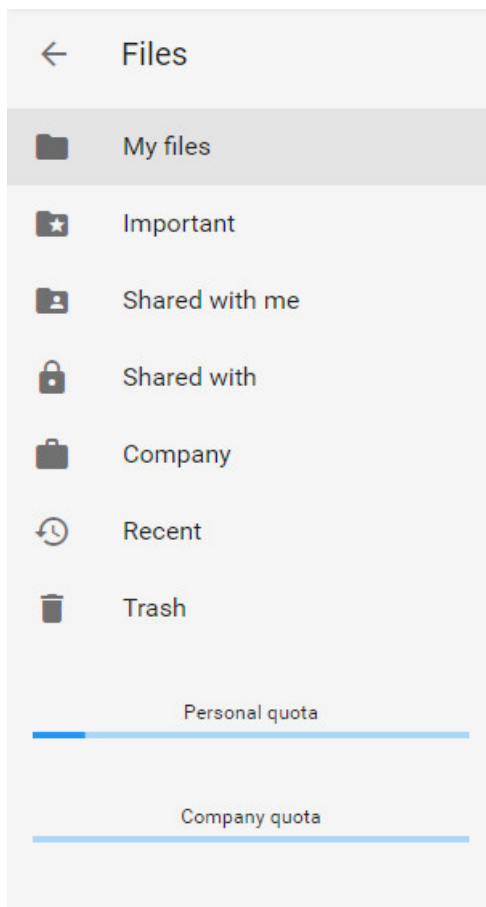 Files
My files
Important
Shared with me
Shared with
Company
Recent
Trash
Personal quota
Company quota